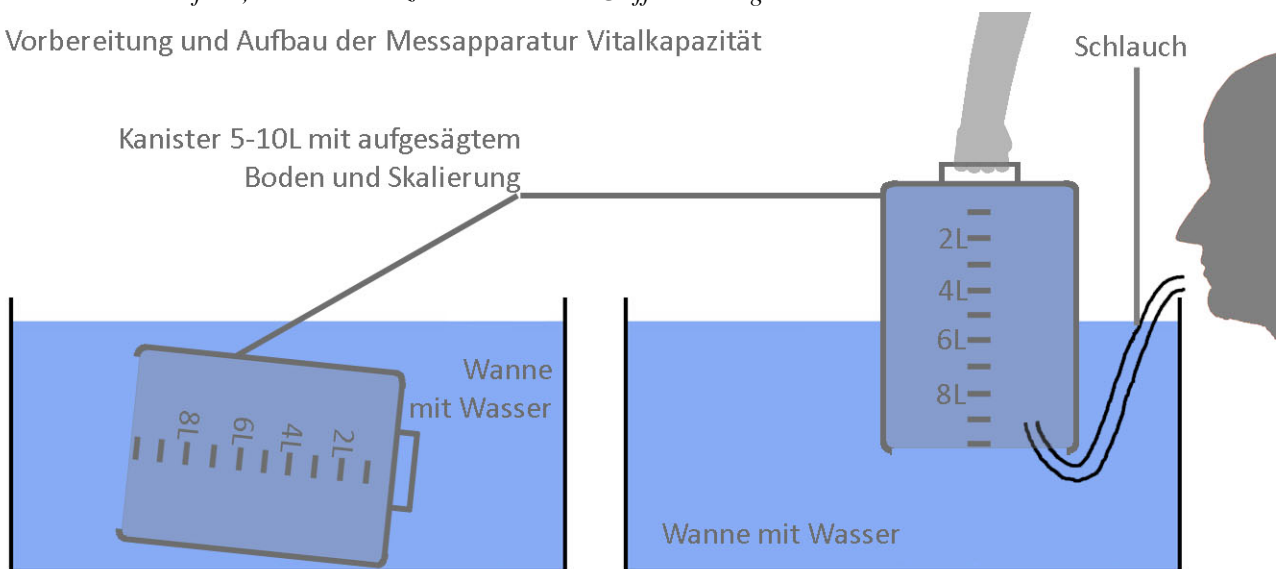 Vorbereitung und Aufbau der Messapparatur Vitalkapazität
Schlauch
Kanister 5-10L mit aufgesägtem
Boden und Skalierung
2L
4L
6L
8L
Wanne
mit Wasser
8L
6L
4L
2L
Wanne mit Wasser